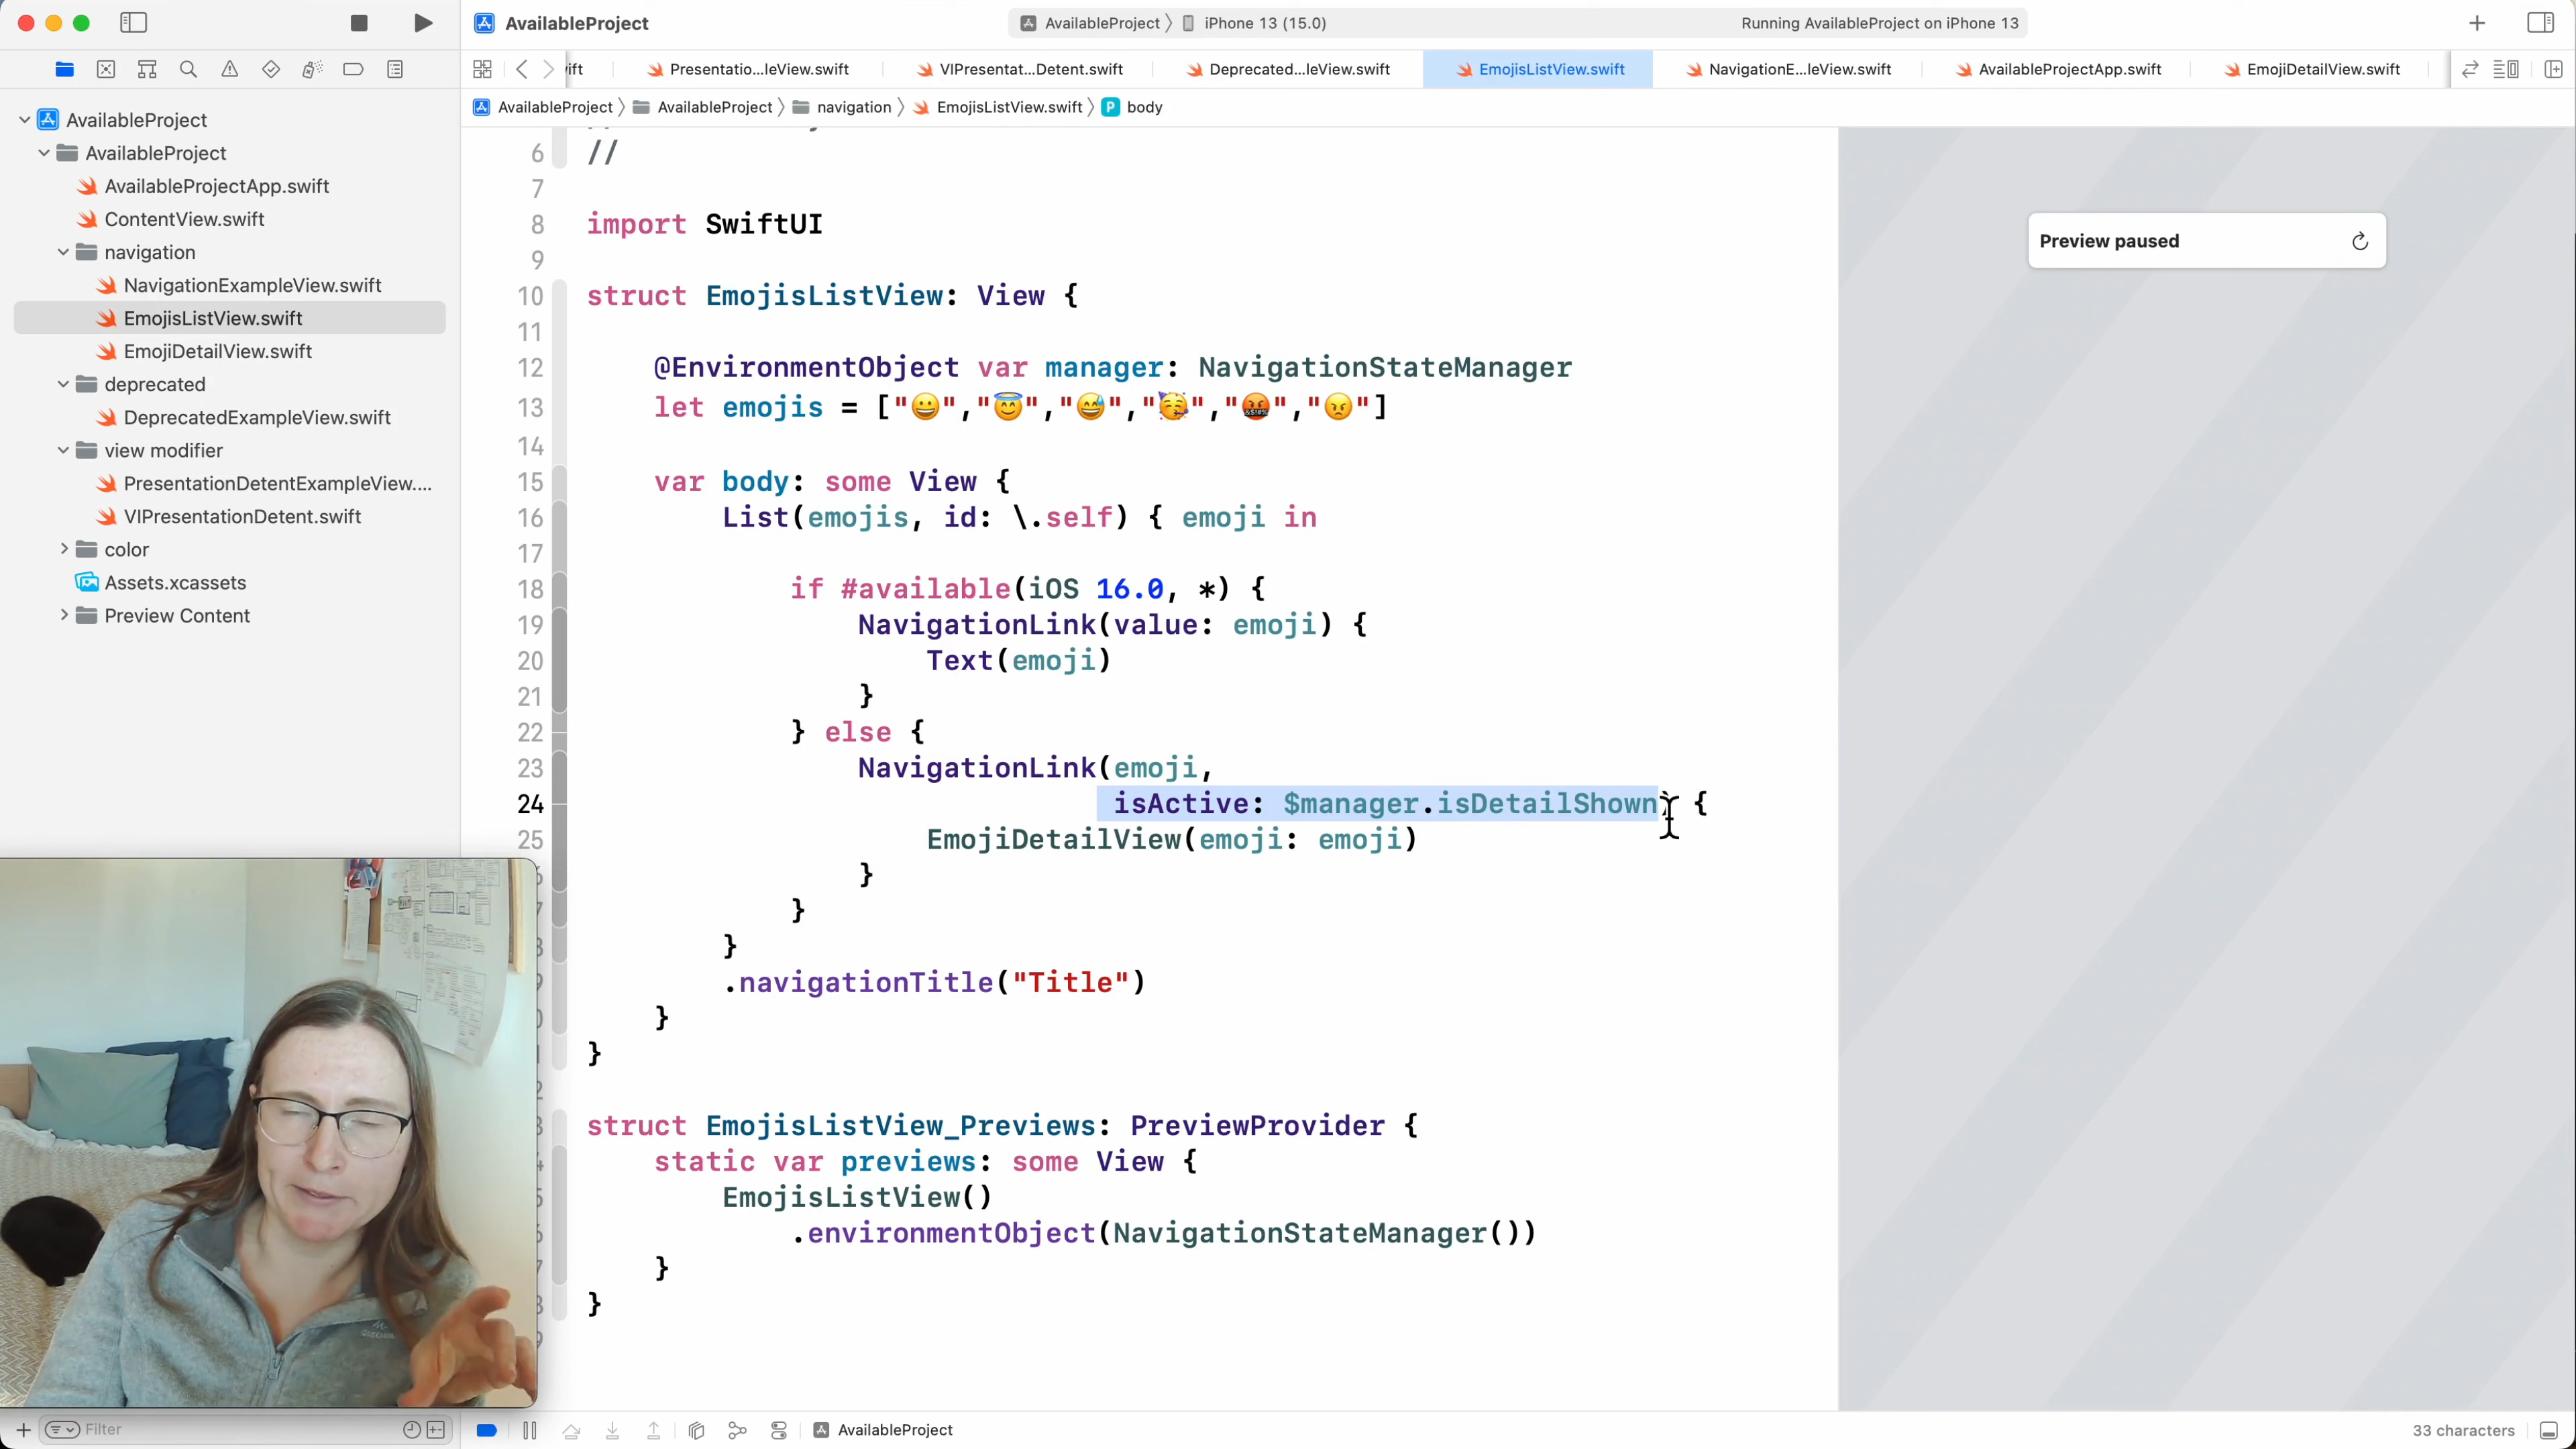 AvailableProject
AvailableProject 〉 iPhone 13 (15.0)
Running AvailableProject on iPhone 13
ift
Presentatio...leView.swift
VIPresentat...Detent.swift
Deprecated...leView.swift
EmojisListView.swift
NavigationE...leView.swift
AvailableProjectApp.swift
EmojiDetailView.swift
AvailableProject 〉 AvailableProject 〉 navigation 〉 EmojisListView.swift 〉 P body
AvailableProject
AvailableProject
AvailableProjectApp.swift
ContentView.swift
navigation
NavigationExampleView.swift
EmojisListView.swift
EmojiDetailView.swift
deprecated
DeprecatedExampleView.swift
view modifier
PresentationDetentExampleView....
VIPresentationDetent.swift
color
Assets.xcassets
Preview Content
6 //
7
8 import SwiftUI
9
10 struct EmojisListView: View {
11
12 @EnvironmentObject var manager: NavigationStateManager
13 let emojis = ["😀","😇","😅","🥳","🤬","😠"]
14
15 var body: some View {
16 List(emojis, id: \.self) { emoji in
17
18 if #available(iOS 16.0, *) {
19 NavigationLink(value: emoji) {
20 Text(emoji)
21 }
22 } else {
23 NavigationLink(emoji,
24 isActive: $manager.isDetailShown) {
25 EmojiDetailView(emoji: emoji)
}
}
}
.navigationTitle("Title")
}
}
struct EmojisListView_Previews: PreviewProvider {
static var previews: some View {
EmojisListView()
.environmentObject(NavigationStateManager())
}
}
Preview paused
Filter
AvailableProject
33 characters